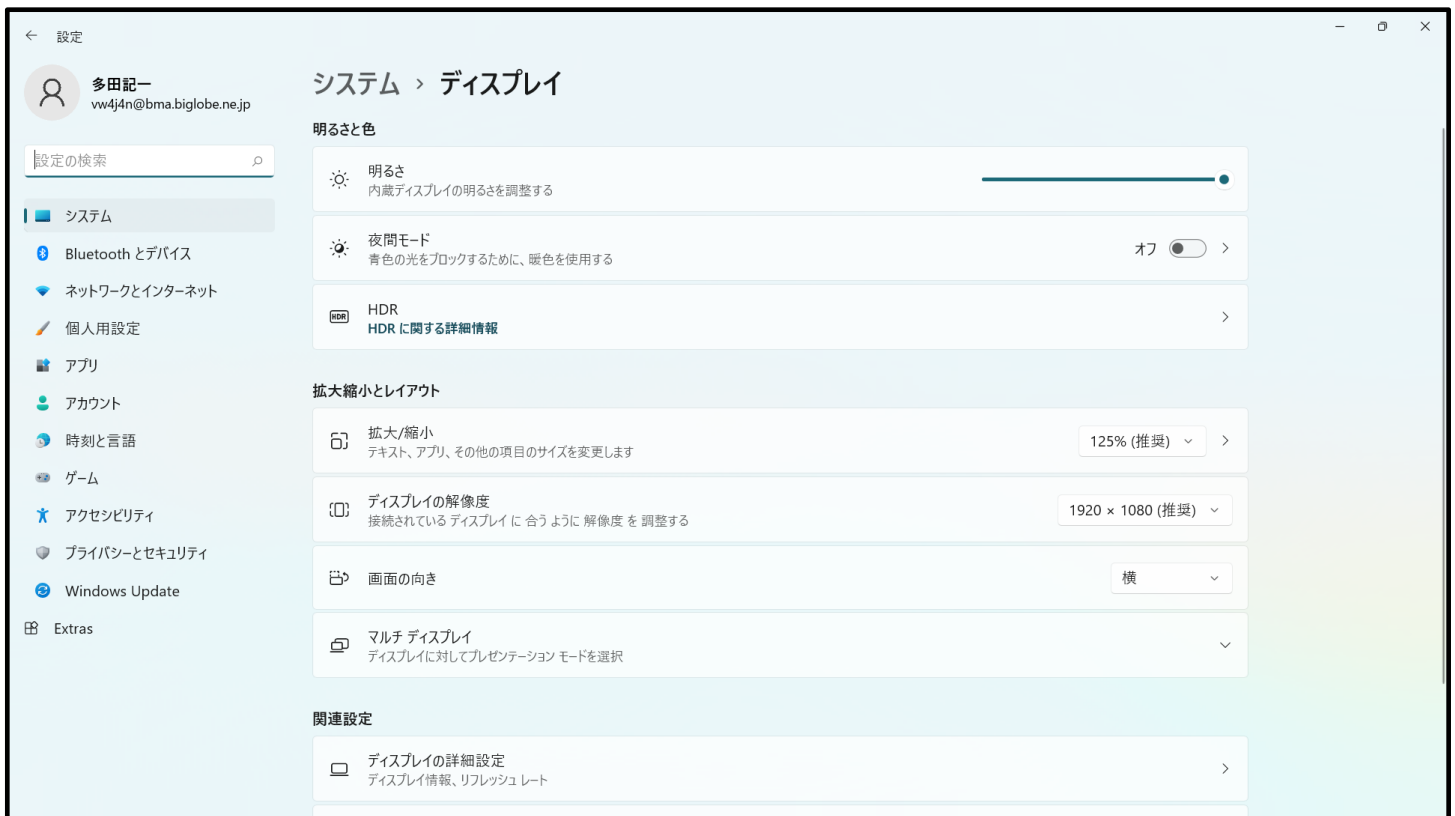 設定
多田記一
vw4j4n@bma.biglobe.ne.jp
設定の検索
システム
Bluetooth とデバイス
ネットワークとインターネット
個人用設定
アプリ
アカウント
時刻と言語
ゲーム
アクセシビリティ
プライバシーとセキュリティ
Windows Update
Extras
システム › ディスプレイ
明るさと色
明るさ
内蔵ディスプレイの明るさを調整する
夜間モード
青色の光をブロックするために、暖色を使用する
オフ
HDR
HDR
HDR に関する詳細情報
拡大縮小とレイアウト
拡大/縮小
テキスト、アプリ、その他の項目のサイズを変更します
125% (推奨)
ディスプレイの解像度
接続されている ディスプレイ に 合う ように 解像度 を 調整する
1920 × 1080 (推奨)
画面の向き
横
マルチ ディスプレイ
ディスプレイに対してプレゼンテーション モードを選択
関連設定
ディスプレイの詳細設定
ディスプレイ情報、リフレッシュ レート